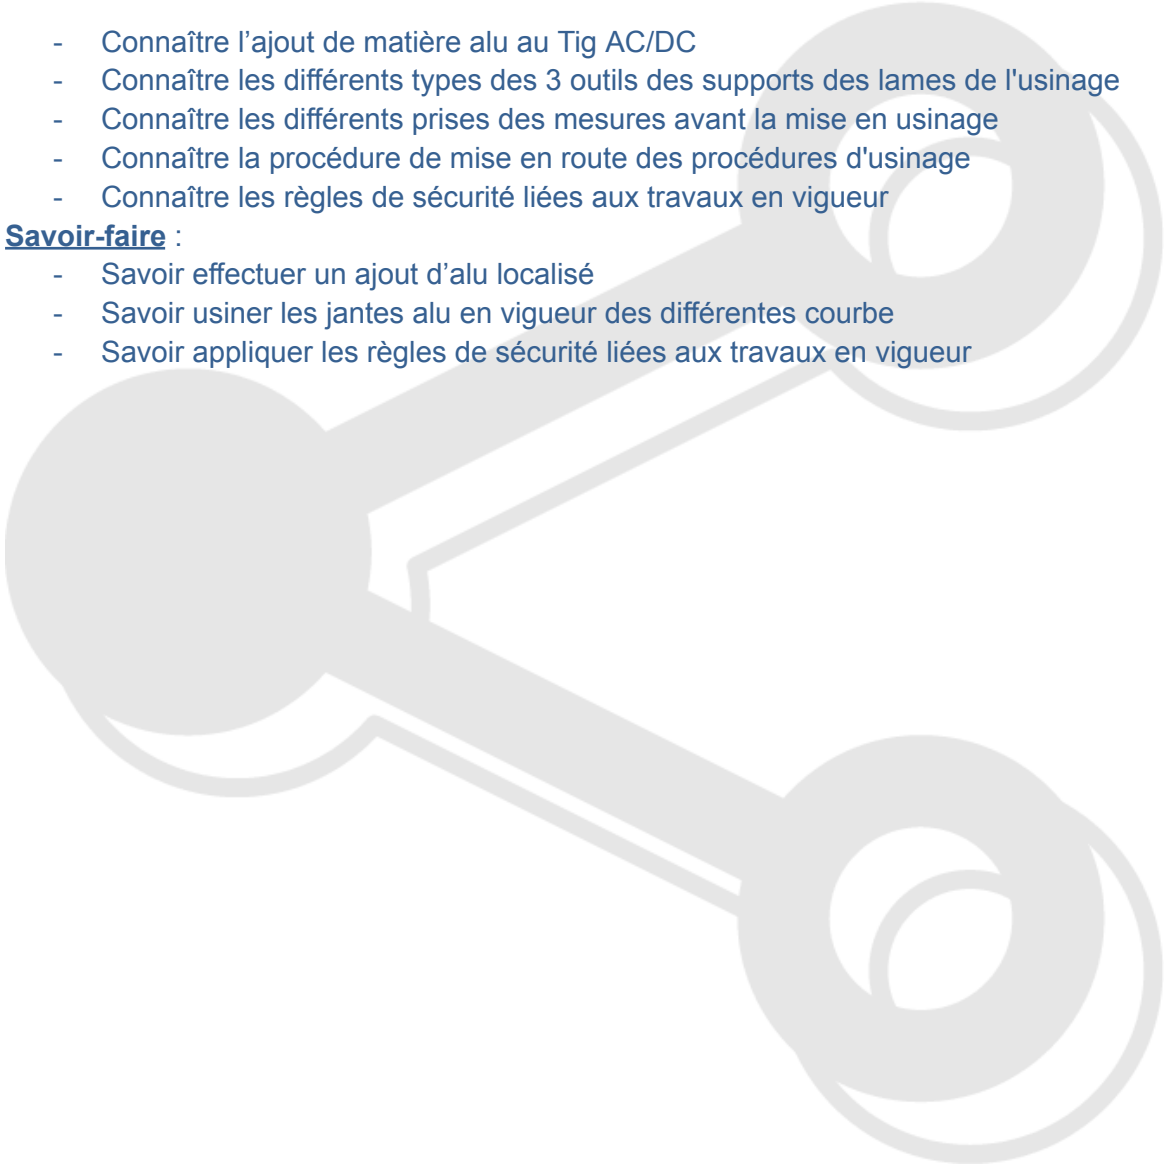 - Connaître l’ajout de matière alu au Tig AC/DC
- Connaître les différents types des 3 outils des supports des lames de l'usinage
- Connaître les différents prises des mesures avant la mise en usinage
- Connaître la procédure de mise en route des procédures d'usinage
- Connaître les règles de sécurité liées aux travaux en vigueur
Savoir-faire :
- Savoir effectuer un ajout d’alu localisé
- Savoir usiner les jantes alu en vigueur des différentes courbe
- Savoir appliquer les règles de sécurité liées aux travaux en vigueur